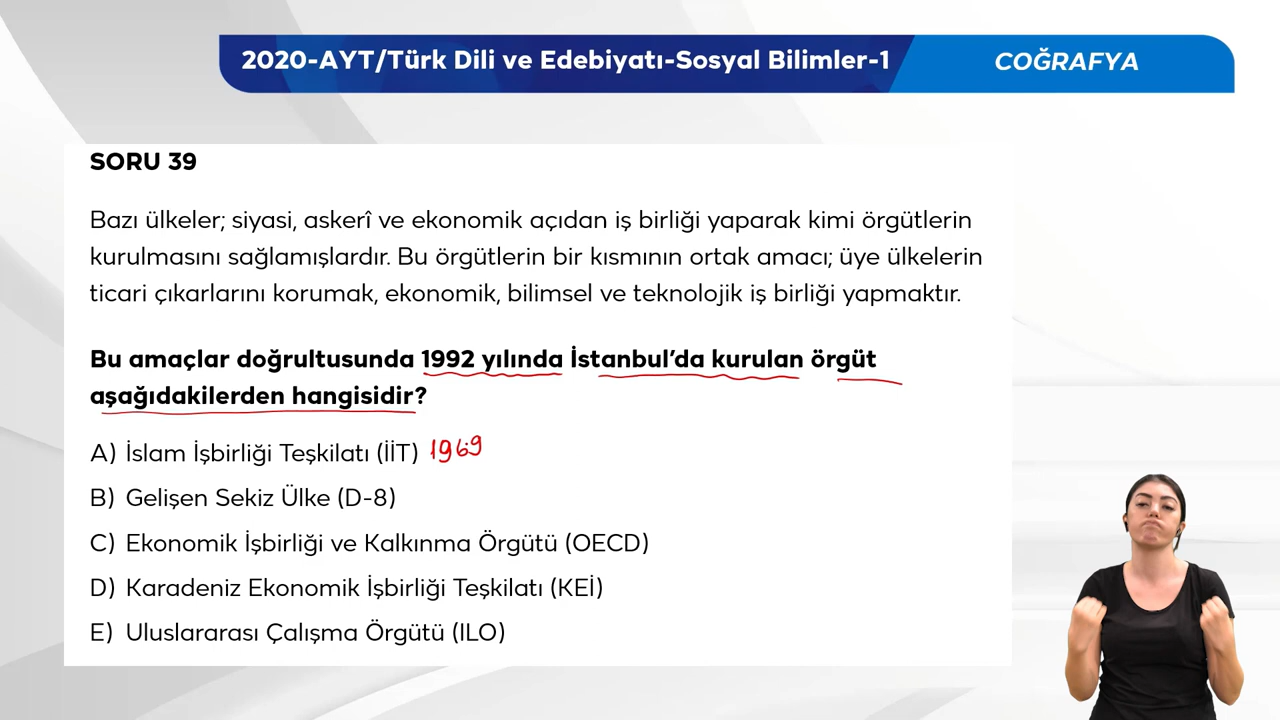 2020-AYT/Türk Dili ve Edebiyatı-Sosyal Bilimler-1 COĞRAFYA
SORU 39
Bazı ülkeler; siyasi, askerî ve ekonomik açıdan iş birliği yaparak kimi örgütlerin
kurulmasını sağlamışlardır. Bu örgütlerin bir kısmının ortak amacı; üye ülkelerin
ticari çıkarlarını korumak, ekonomik, bilimsel ve teknolojik iş birliği yapmaktır.
Bu amaçlar doğrultusunda 1992 yılında İstanbul’da kurulan örgüt
aşağıdakilerden hangisidir?
A) İslam İşbirliği Teşkilatı (İİT) 1969
B) Gelişen Sekiz Ülke (D-8)
C) Ekonomik İşbirliği ve Kalkınma Örgütü (OECD)
D) Karadeniz Ekonomik İşbirliği Teşkilatı (KEİ)
E) Uluslararası Çalışma Örgütü (ILO)